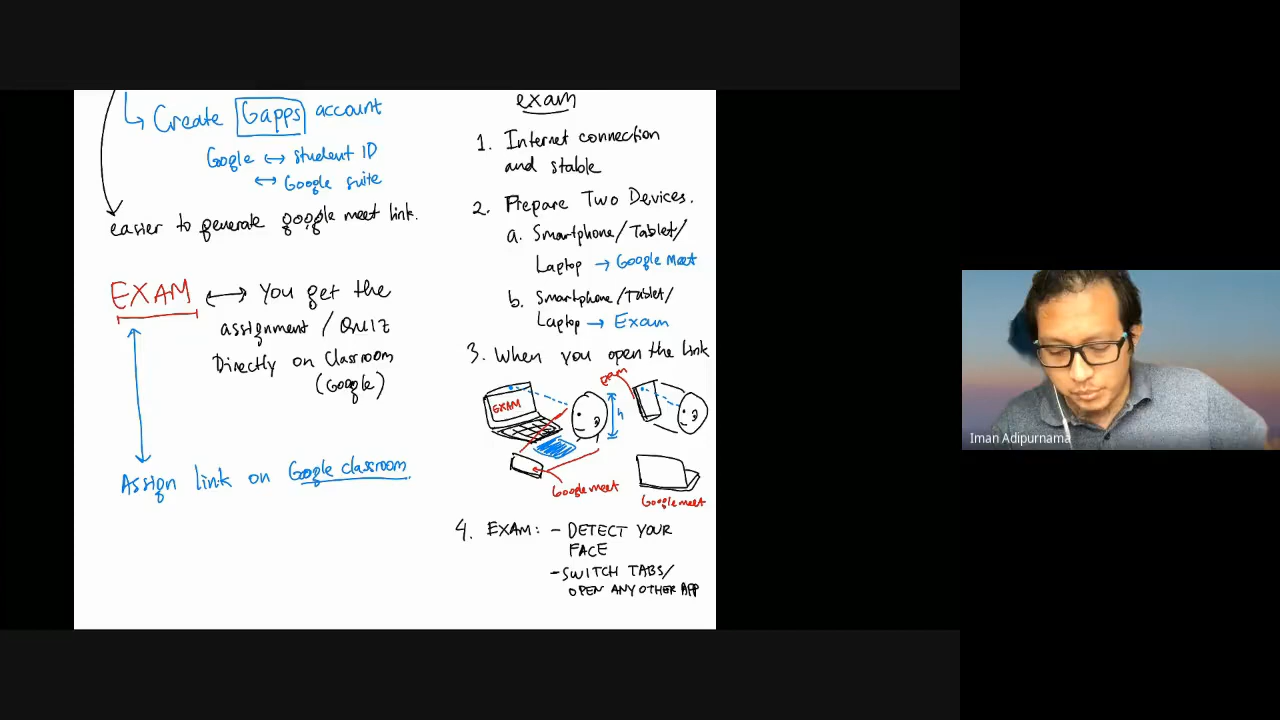 ↳ Create Gapps account
Google ↔ student ID
↔ Google suite
easier to generate google meet link.
EXAM ↔ You get the
assignment / QUIZ
Directly on Classroom
(Google)
Assign link on Google classroom.
exam
1. Internet connection
and stable
2. Prepare Two Devices.
a. Smartphone/Tablet/
Laptop → Google Meet
b. Smartphone/Tablet/
Laptop → Exam
3. When you open the link
EXAM
h
exam
Google meet
Google meet
4. EXAM: - DETECT YOUR
FACE
- SWITCH TABS/
OPEN ANY OTHER APP
Iman Adipurnama